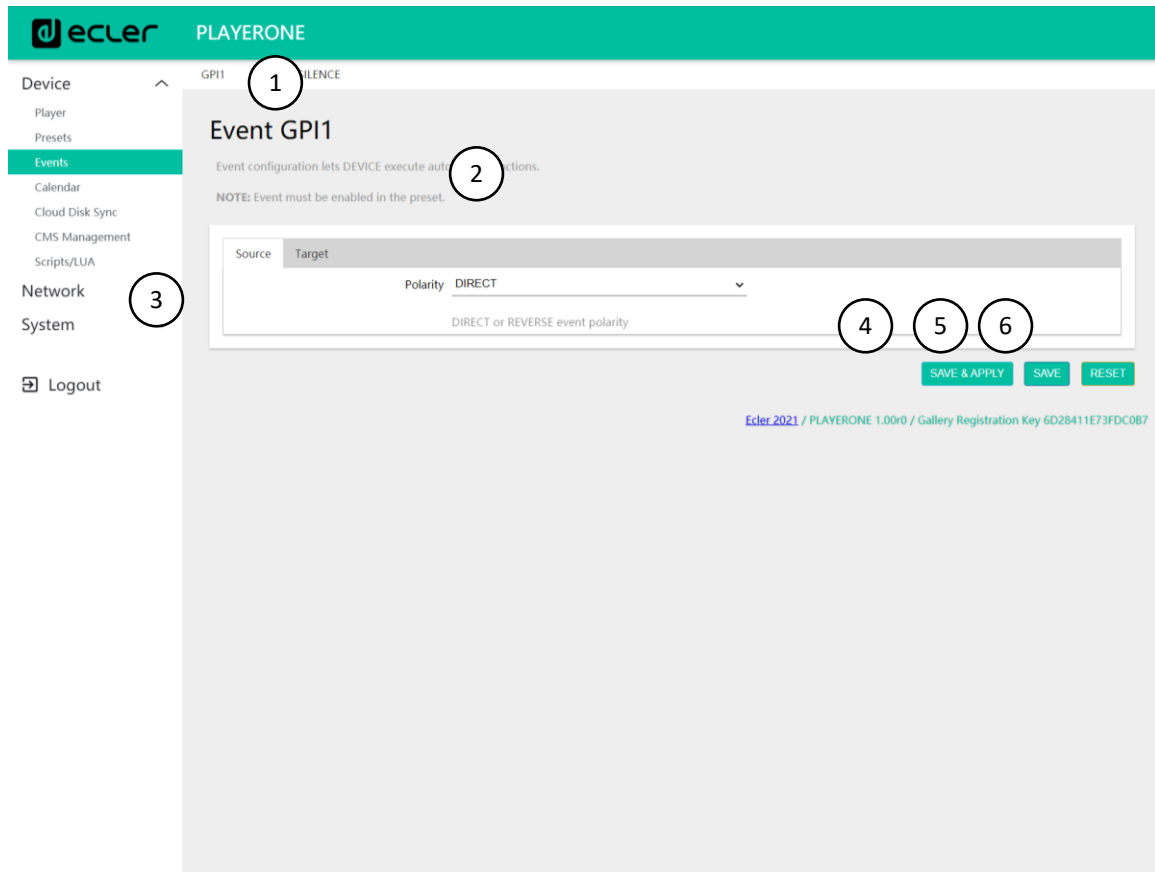 ecler PLAYERONE
Device
Player
Presets
Events
Calendar
Cloud Disk Sync
CMS Management
Scripts/LUA
Network
System
Logout
GPI1 1
Event GPI1
Event configuration lets DEVICE execute 2
NOTE: Event must be enabled in the preset.
Source Target
Polarity DIRECT
DIRECT or REVERSE event polarity
3
4 5 6
SAVE & APPLY SAVE RESET
Ecler 2021 / PLAYERONE 1.00r0 / Gallery Registration Key 6D28411E73FDC0B7